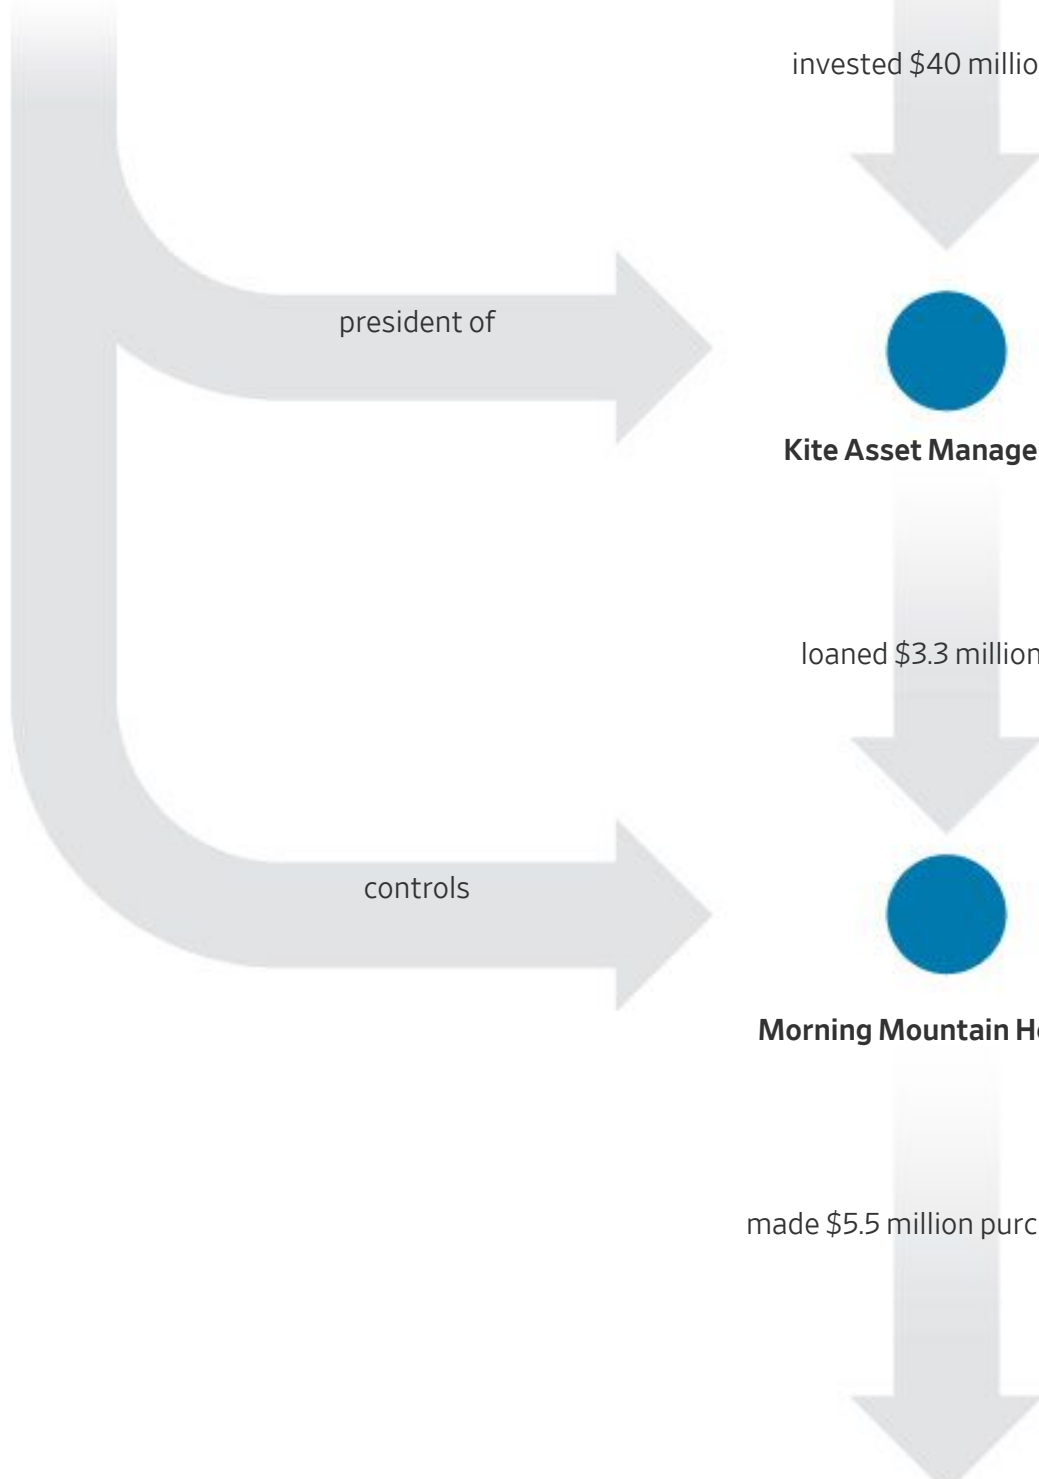 invested $40 millio
president of
Kite Asset Manage
loaned $3.3 million
controls
Morning Mountain H
made $5.5 million purc